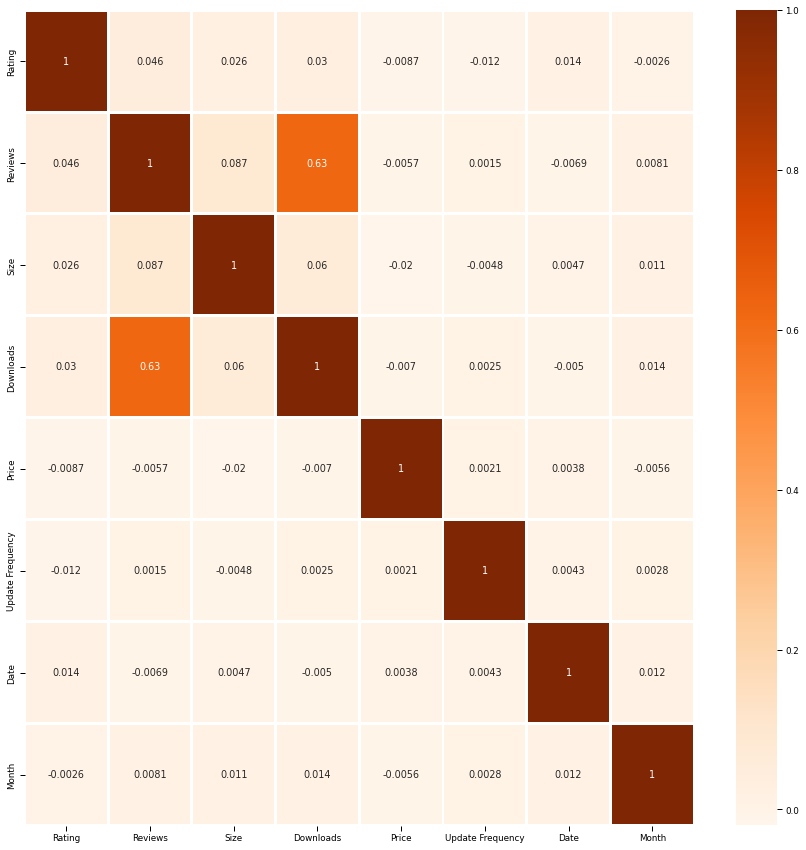 Rating 1 0.046 0.026 0.03 -0.0087 -0.012 0.014 -0.0026
Reviews 0.046 1 0.087 0.63 -0.0057 0.0015 -0.0069 0.0081
Size 0.026 0.087 1 0.06 -0.02 -0.0048 0.0047 0.011
Downloads 0.03 0.63 0.06 1 -0.007 0.0025 -0.005 0.014
Price -0.0087 -0.0057 -0.02 -0.007 1 0.0021 0.0038 -0.0056
Update Frequency -0.012 0.0015 -0.0048 0.0025 0.0021 1 0.0043 0.0028
Date 0.014 -0.0069 0.0047 -0.005 0.0038 0.0043 1 0.012
Month -0.0026 0.0081 0.011 0.014 -0.0056 0.0028 0.012 1
Rating Reviews Size Downloads Price Update Frequency Date Month
1.0
0.8
0.6
0.4
0.2
0.0